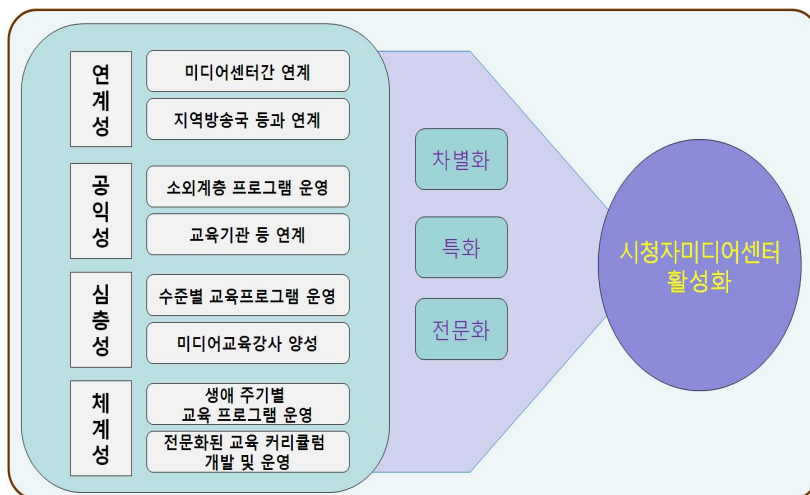 연계성
미디어센터간 연계
지역방송국 등과 연계
공익성
소외계층 프로그램 운영
교육기관 등 연계
심층성
수준별 교육프로그램 운영
미디어교육강사 양성
체계성
생애 주기별
교육 프로그램 운영
전문화된 교육 커리큘럼
개발 및 운영
차별화
특화
전문화
시청자미디어센터
활성화